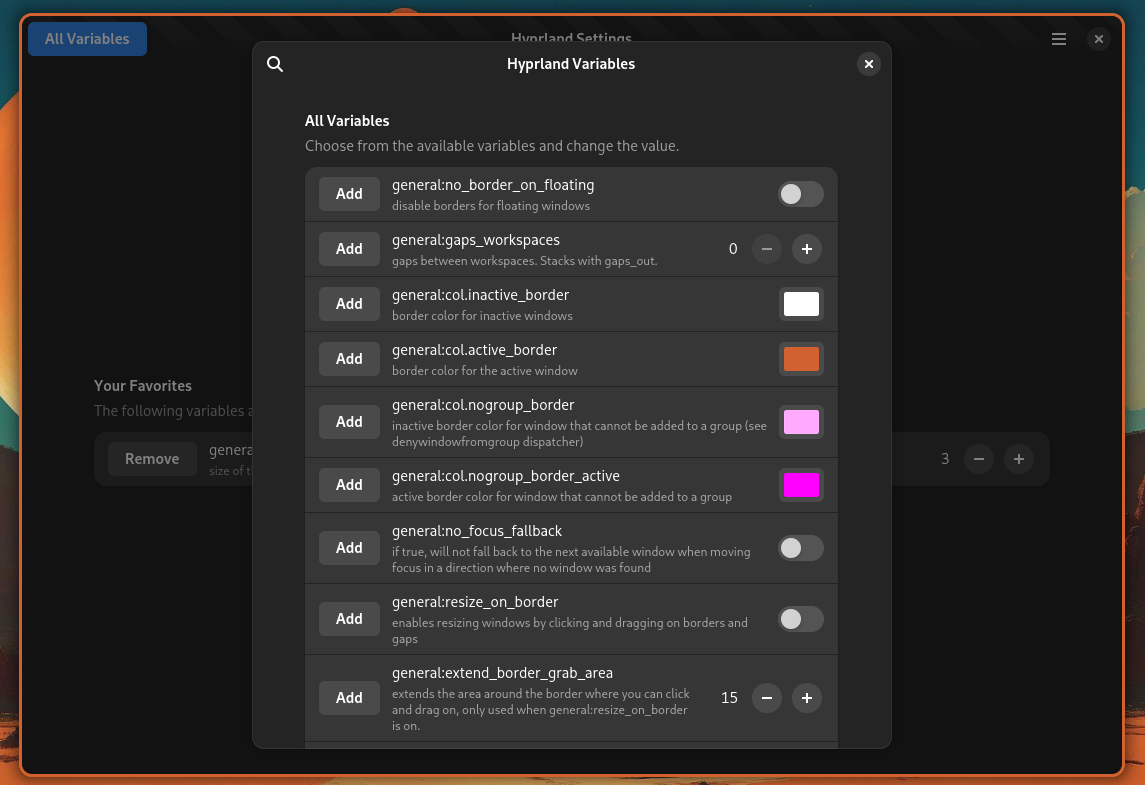 All Variables
Hyprland Settings
Hyprland Variables
All Variables
Choose from the available variables and change the value.
Add
general:no_border_on_floating
disable borders for floating windows
Add
general:gaps_workspaces
gaps between workspaces. Stacks with gaps_out.
0
Add
general:col.inactive_border
border color for inactive windows
Add
general:col.active_border
border color for the active window
Add
general:col.nogroup_border
inactive border color for window that cannot be added to a group (see
denywindowfromgroup dispatcher)
Add
general:col.nogroup_border_active
active border color for window that cannot be added to a group
Add
general:no_focus_fallback
if true, will not fall back to the next available window when moving
focus in a direction where no window was found
Add
general:resize_on_border
enables resizing windows by clicking and dragging on borders and
gaps
Add
general:extend_border_grab_area
extends the area around the border where you can click
and drag on, only used when general:resize_on_border
is on.
15
Your Favorites
The following variables
Remove
size of
3